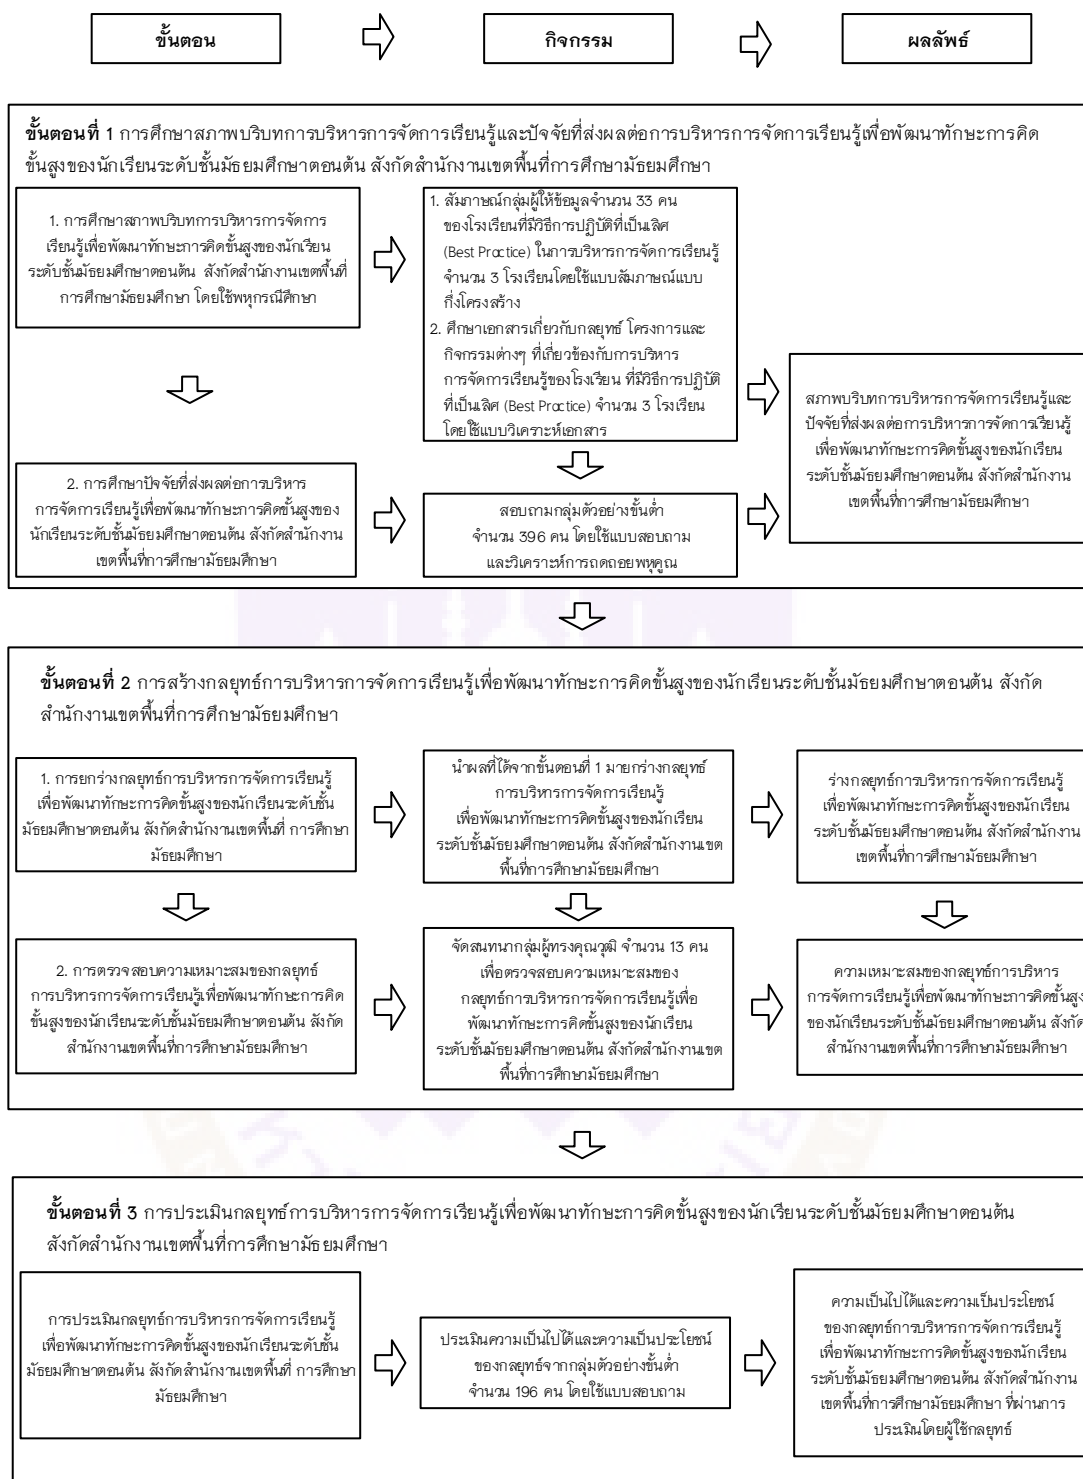 ขั้นตอน
กิจกรรม
ผลลัพธ์
ขั้นตอนที่ 1 การศึกษาสภาพบริบทการบริหารการจัดการเรียนรู้และปัจจัยที่ส่งผลต่อการบริหารการจัดการเรียนรู้เพื่อพัฒนาทักษะการคิด
ขั้นสูงของนักเรียนระดับชั้นมัธยมศึกษาตอนต้น สังกัดสำนักงานเขตพื้นที่การศึกษามัธยมศึกษา
1. การศึกษาสภาพบริบทการบริหารการจัดการ
เรียนรู้เพื่อพัฒนาทักษะการคิดขั้นสูงของนักเรียน
ระดับชั้นมัธยมศึกษาตอนต้น สังกัดสำนักงานเขตพื้นที่
การศึกษามัธยมศึกษา โดยใช้พหุกรณีศึกษา
1. สัมภาษณ์กลุ่มผู้ให้ข้อมูลจำนวน 33 คน
ของโรงเรียนที่มีวิธีการปฏิบัติที่เป็นเลิศ
(Best Practice) ในการบริหารการจัดการเรียนรู้
จำนวน 3 โรงเรียนโดยใช้แบบสัมภาษณ์แบบ
กึ่งโครงสร้าง
2. ศึกษาเอกสารเกี่ยวกับกลยุทธ์ โครงการและ
กิจกรรมต่างๆ ที่เกี่ยวข้องกับการบริหาร
การจัดการเรียนรู้ของโรงเรียน ที่มีวิธีการปฏิบัติ
ที่เป็นเลิศ (Best Practice) จำนวน 3 โรงเรียน
โดยใช้แบบวิเคราะห์เอกสาร
สภาพบริบทการบริหารการจัดการเรียนรู้และ
ปัจจัยที่ส่งผลต่อการบริหารการจัดการเรียนรู้
เพื่อพัฒนาทักษะการคิดขั้นสูงของนักเรียน
ระดับชั้นมัธยมศึกษาตอนต้น สังกัดสำนักงาน
เขตพื้นที่การศึกษามัธยมศึกษา
2. การศึกษาปัจจัยที่ส่งผลต่อการบริหาร
การจัดการเรียนรู้เพื่อพัฒนาทักษะการคิดขั้นสูงของ
นักเรียนระดับชั้นมัธยมศึกษาตอนต้น สังกัดสำนักงาน
เขตพื้นที่การศึกษามัธยมศึกษา
สอบถามกลุ่มตัวอย่างขั้นต่ำ
จำนวน 396 คน โดยใช้แบบสอบถาม
และวิเคราะห์การถดถอยพหุคูณ
ขั้นตอนที่ 2 การสร้างกลยุทธ์การบริหารการจัดการเรียนรู้เพื่อพัฒนาทักษะการคิดขั้นสูงของนักเรียนระดับชั้นมัธยมศึกษาตอนต้น สังกัด
สำนักงานเขตพื้นที่การศึกษามัธยมศึกษา
1. การยกร่างกลยุทธ์การบริหารการจัดการเรียนรู้
เพื่อพัฒนาทักษะการคิดขั้นสูงของนักเรียนระดับชั้น
มัธยมศึกษาตอนต้น สังกัดสำนักงานเขตพื้นที่ การศึกษา
มัธยมศึกษา
นำผลที่ได้จากขั้นตอนที่ 1 มายกร่างกลยุทธ์
การบริหารการจัดการเรียนรู้
เพื่อพัฒนาทักษะการคิดขั้นสูงของนักเรียน
ระดับชั้นมัธยมศึกษาตอนต้น สังกัดสำนักงานเขต
พื้นที่การศึกษามัธยมศึกษา
ร่างกลยุทธ์การบริหารการจัดการเรียนรู้
เพื่อพัฒนาทักษะการคิดขั้นสูงของนักเรียน
ระดับชั้นมัธยมศึกษาตอนต้น สังกัดสำนักงาน
เขตพื้นที่การศึกษามัธยมศึกษา
2. การตรวจสอบความเหมาะสมของกลยุทธ์
การบริหารการจัดการเรียนรู้เพื่อพัฒนาทักษะการคิด
ขั้นสูงของนักเรียนระดับชั้นมัธยมศึกษาตอนต้น สังกัด
สำนักงานเขตพื้นที่การศึกษามัธยมศึกษา
จัดสนทนากลุ่มผู้ทรงคุณวุฒิ จำนวน 13 คน
เพื่อตรวจสอบความเหมาะสมของ
กลยุทธ์การบริหารการจัดการเรียนรู้เพื่อ
พัฒนาทักษะการคิดขั้นสูงของนักเรียน
ระดับชั้นมัธยมศึกษาตอนต้น สังกัดสำนักงานเขต
พื้นที่การศึกษามัธยมศึกษา
ความเหมาะสมของกลยุทธ์การบริหาร
การจัดการเรียนรู้เพื่อพัฒนาทักษะการคิดขั้นสูง
ของนักเรียนระดับชั้นมัธยมศึกษาตอนต้น สังกัด
สำนักงานเขตพื้นที่การศึกษามัธยมศึกษา
ขั้นตอนที่ 3 การประเมินกลยุทธ์การบริหารการจัดการเรียนรู้เพื่อพัฒนาทักษะการคิดขั้นสูงของนักเรียนระดับชั้นมัธยมศึกษาตอนต้น
สังกัดสำนักงานเขตพื้นที่การศึกษามัธยมศึกษา
การประเมินกลยุทธ์การบริหารการจัดการเรียนรู้
เพื่อพัฒนาทักษะการคิดขั้นสูงของนักเรียนระดับชั้น
มัธยมศึกษาตอนต้น สังกัดสำนักงานเขตพื้นที่ การศึกษา
มัธยมศึกษา
ประเมินความเป็นไปได้และความเป็นประโยชน์
ของกลยุทธ์จากกลุ่มตัวอย่างขั้นต่ำ
จำนวน 196 คน โดยใช้แบบสอบถาม
ความเป็นไปได้และความเป็นประโยชน์
ของกลยุทธ์การบริหารการจัดการเรียนรู้
เพื่อพัฒนาทักษะการคิดขั้นสูงของนักเรียน
ระดับชั้นมัธยมศึกษาตอนต้น สังกัดสำนักงาน
เขตพื้นที่การศึกษามัธยมศึกษา ที่ผ่านการ
ประเมินโดยผู้ใช้กลยุทธ์